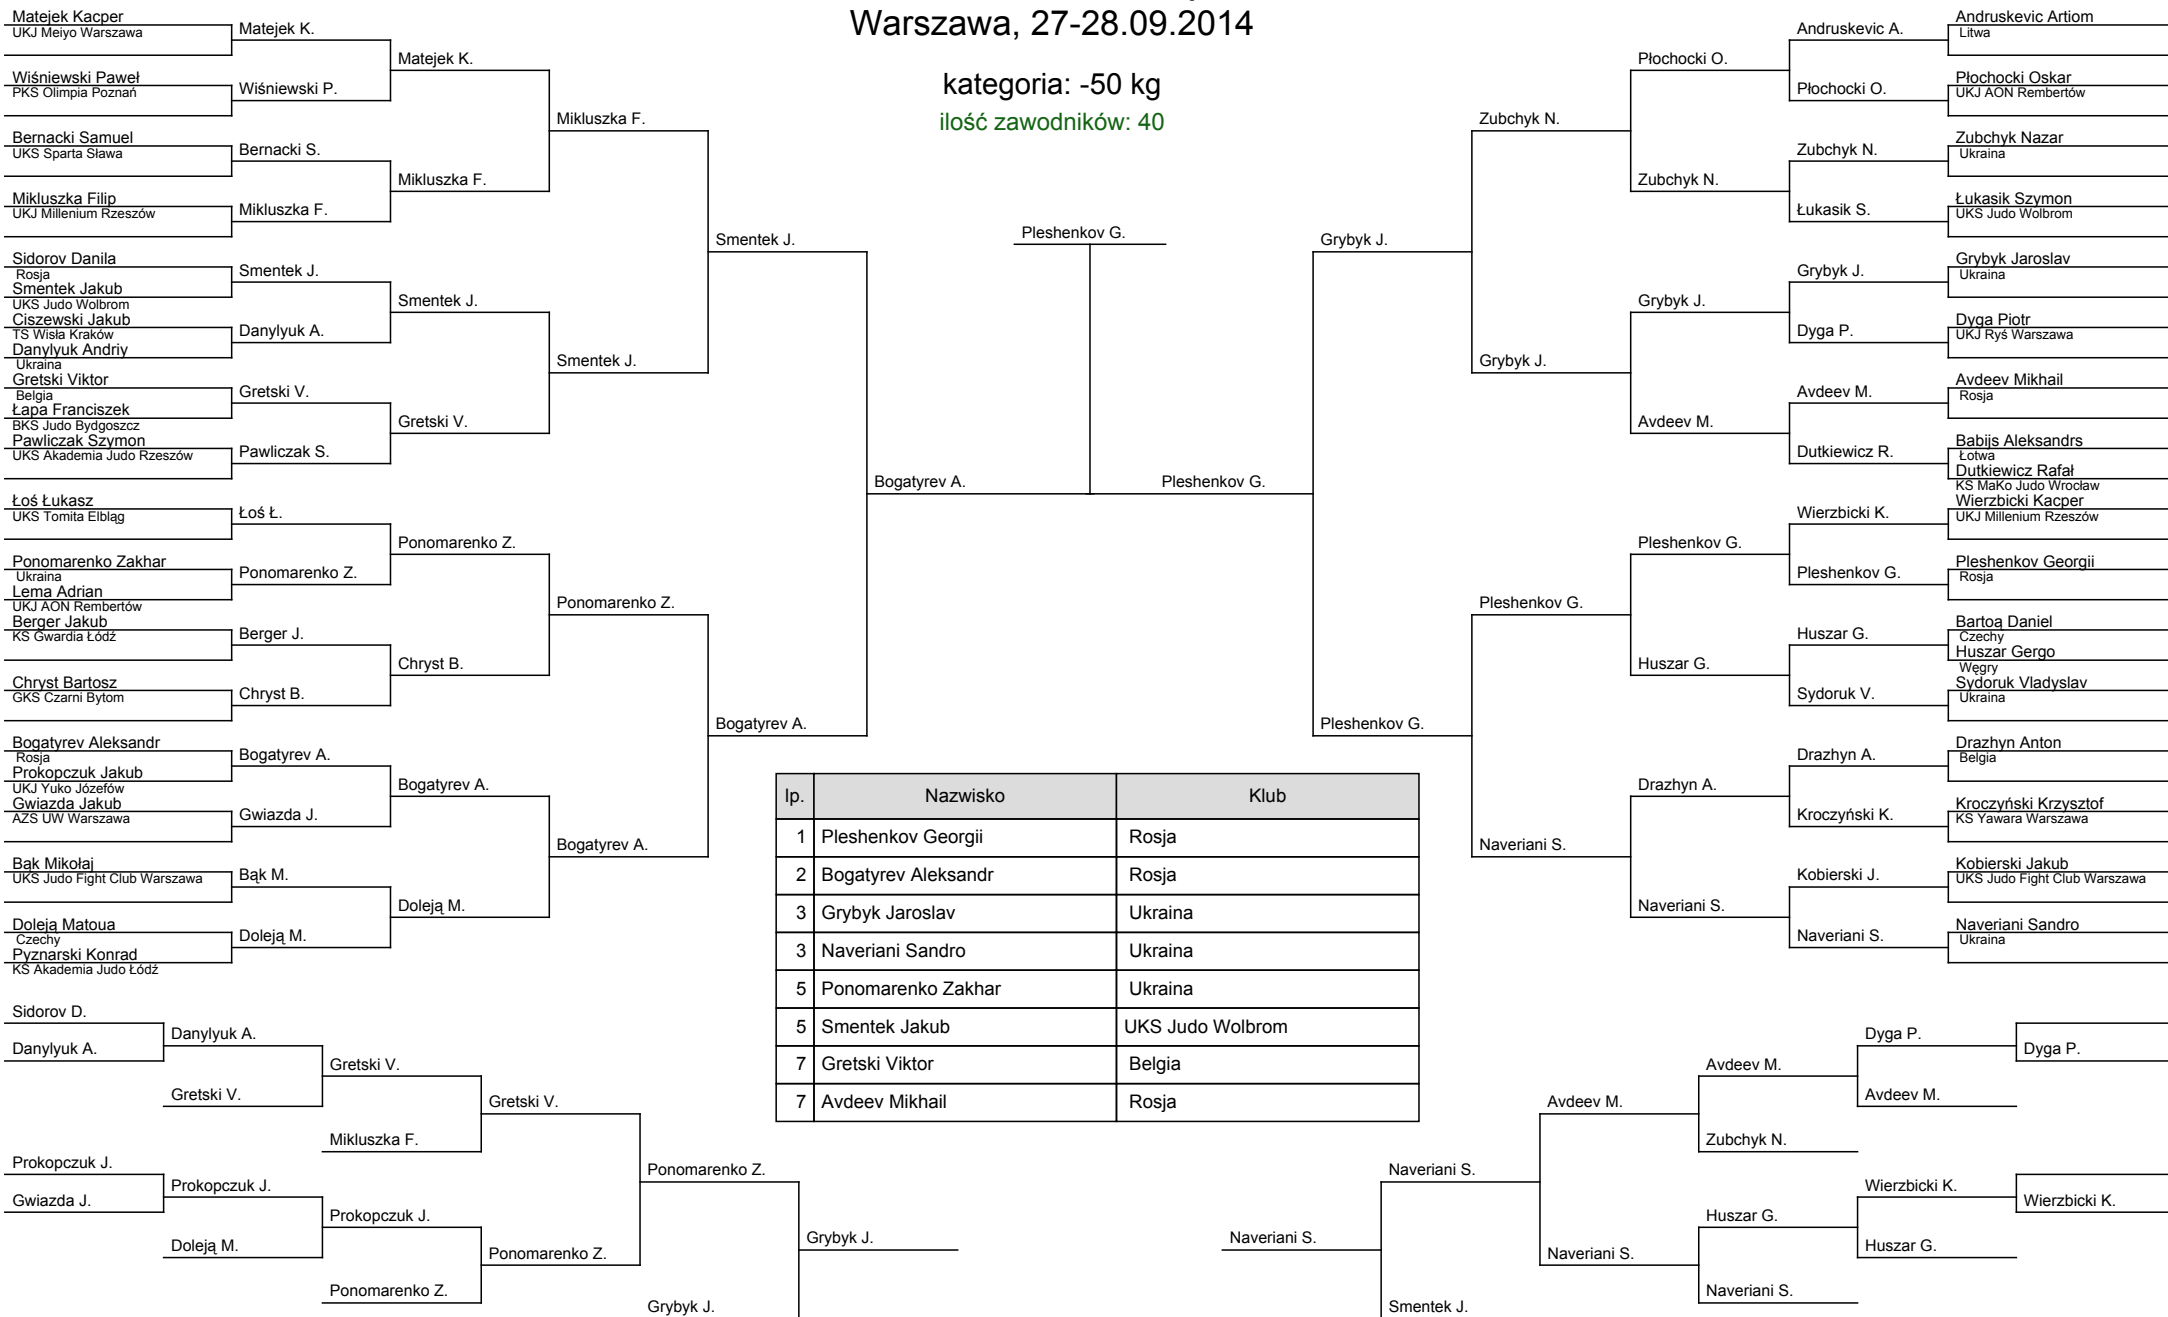 Warszawa, 27-28.09.2014
kategoria: -50 kg
ilość zawodników: 40
Matejek Kacper
UKJ Meiyo Warszawa
Wiśniewski Paweł
PKS Olimpia Poznań
Bernacki Samuel
UKS Sparta Sława
Mikluszka Filip
UKJ Millenium Rzeszów
Sidorov Danila
Rosja
Smentek Jakub
UKS Judo Wolbrom
Ciszewski Jakub
TS Wisła Kraków
Danylyuk Andriy
Ukraina
Gretski Viktor
Belgia
Łapa Franciszek
BKS Judo Bydgoszcz
Pawliczak Szymon
UKS Akademia Judo Rzeszów
Łoś Łukasz
UKS Tomita Elbląg
Ponomarenko Zakhar
Ukraina
Lema Adrian
UKJ AON Rembertów
Berger Jakub
KS Gwardia Łódź
Chryst Bartosz
GKS Czarni Bytom
Bogatyrev Aleksandr
Rosja
Prokopczuk Jakub
UKJ Yuko Józefów
Gwiazda Jakub
AZS UW Warszawa
Bąk Mikołaj
UKS Judo Fight Club Warszawa
Doleją Matoua
Czechy
Pyznarski Konrad
KS Akademia Judo Łódź
Matejek K.
Wiśniewski P.
Bernacki S.
Mikluszka F.
Smentek J.
Danylyuk A.
Gretski V.
Pawliczak S.
Łoś Ł.
Ponomarenko Z.
Berger J.
Chryst B.
Bogatyrev A.
Gwiazda J.
Bąk M.
Doleją M.
Matejek K.
Mikluszka F.
Smentek J.
Gretski V.
Ponomarenko Z.
Chryst B.
Bogatyrev A.
Doleją M.
Mikluszka F.
Smentek J.
Ponomarenko Z.
Bogatyrev A.
Smentek J.
Bogatyrev A.
Bogatyrev A.
Pleshenkov G.
Pleshenkov G.
Grybyk J.
Pleshenkov G.
Zubchyk N.
Grybyk J.
Pleshenkov G.
Naveriani S.
Płochocki O.
Zubchyk N.
Grybyk J.
Avdeev M.
Pleshenkov G.
Huszar G.
Drazhyn A.
Naveriani S.
Andruskevic A.
Płochocki O.
Zubchyk N.
Łukasik S.
Grybyk J.
Dyga P.
Avdeev M.
Dutkiewicz R.
Wierzbicki K.
Pleshenkov G.
Huszar G.
Sydoruk V.
Drazhyn A.
Kroczyński K.
Kobierski J.
Naveriani S.
Andruskevic Artiom
Litwa
Płochocki Oskar
UKJ AON Rembertów
Zubchyk Nazar
Ukraina
Łukasik Szymon
UKS Judo Wolbrom
Grybyk Jaroslav
Ukraina
Dyga Piotr
UKJ Ryś Warszawa
Avdeev Mikhail
Rosja
Babijs Aleksandrs
Łotwa
Dutkiewicz Rafał
KS MaKo Judo Wrocław
Wierzbicki Kacper
UKJ Millenium Rzeszów
Pleshenkov Georgii
Rosja
Bartoą Daniel
Czechy
Huszar Gergo
Węgry
Sydoruk Vladyslav
Ukraina
Drazhyn Anton
Belgia
Kroczyński Krzysztof
KS Yawara Warszawa
Kobierski Jakub
UKS Judo Fight Club Warszawa
Naveriani Sandro
Ukraina
lp. Nazwisko Klub
1 Pleshenkov Georgii Rosja
2 Bogatyrev Aleksandr Rosja
3 Grybyk Jaroslav Ukraina
3 Naveriani Sandro Ukraina
5 Ponomarenko Zakhar Ukraina
5 Smentek Jakub UKS Judo Wolbrom
7 Gretski Viktor Belgia
7 Avdeev Mikhail Rosja
Sidorov D.
Danylyuk A.
Prokopczuk J.
Gwiazda J.
Danylyuk A.
Gretski V.
Prokopczuk J.
Doleją M.
Gretski V.
Mikluszka F.
Prokopczuk J.
Ponomarenko Z.
Gretski V.
Ponomarenko Z.
Ponomarenko Z.
Grybyk J.
Grybyk J.
Naveriani S.
Naveriani S.
Smentek J.
Avdeev M.
Naveriani S.
Avdeev M.
Zubchyk N.
Huszar G.
Naveriani S.
Dyga P.
Avdeev M.
Wierzbicki K.
Huszar G.
Dyga P.
Wierzbicki K.